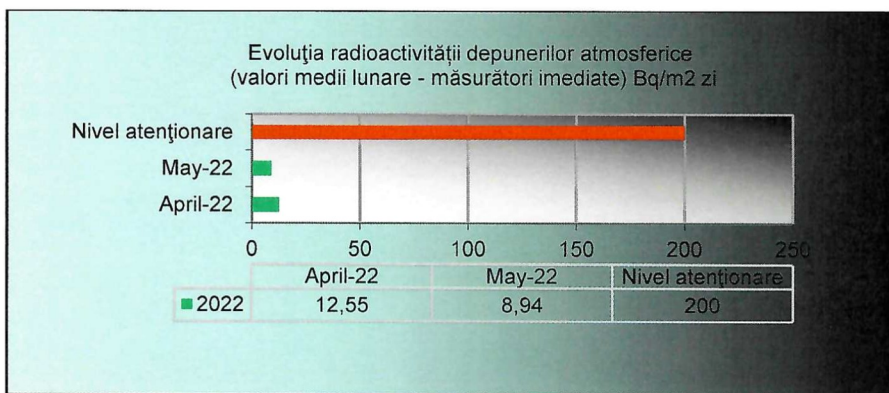 Evoluţia radioactivităţii depunerilor atmosferice
(valori medii lunare - măsurători imediate) Bq/m2 zi
Nivel atenţionare
May-22
April-22
0 50 100 150 200 250
April-22 May-22 Nivel atenţionare
2022 12,55 8,94 200